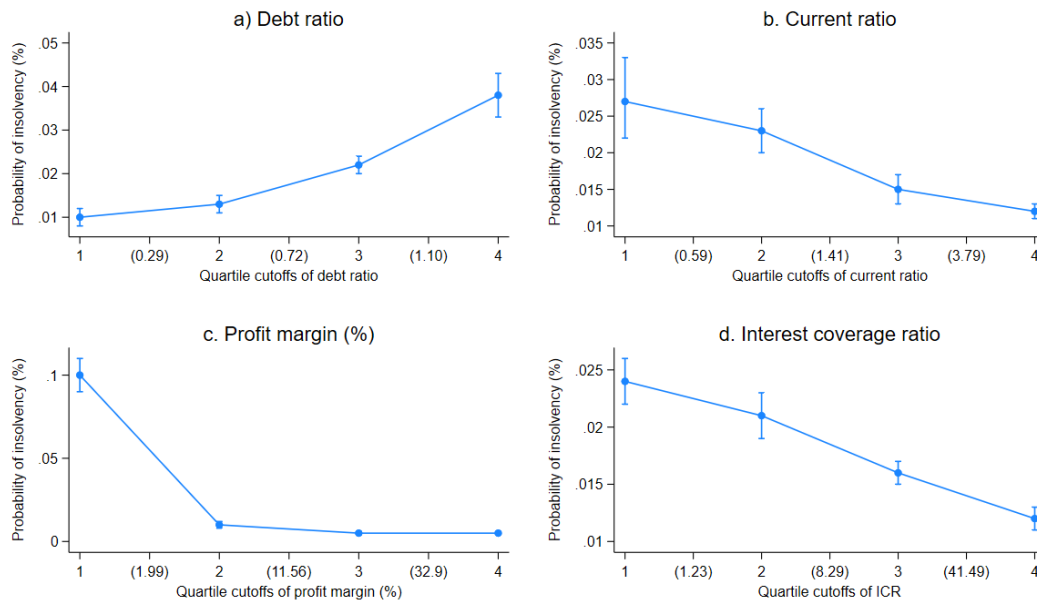 a) Debt ratio
Probability of insolvency (%)
.05
.04
.03
.02
.01
1 (0.29) 2 (0.72) 3 (1.10) 4
Quartile cutoffs of debt ratio
b. Current ratio
Probability of insolvency (%)
.035
.03
.025
.02
.015
.01
1 (0.59) 2 (1.41) 3 (3.79) 4
Quartile cutoffs of current ratio
c. Profit margin (%)
Probability of insolvency (%)
.1
.05
0
1 (1.99) 2 (11.56) 3 (32.9) 4
Quartile cutoffs of profit margin (%)
d. Interest coverage ratio
Probability of insolvency (%)
.025
.02
.015
.01
1 (1.23) 2 (8.29) 3 (41.49) 4
Quartile cutoffs of ICR